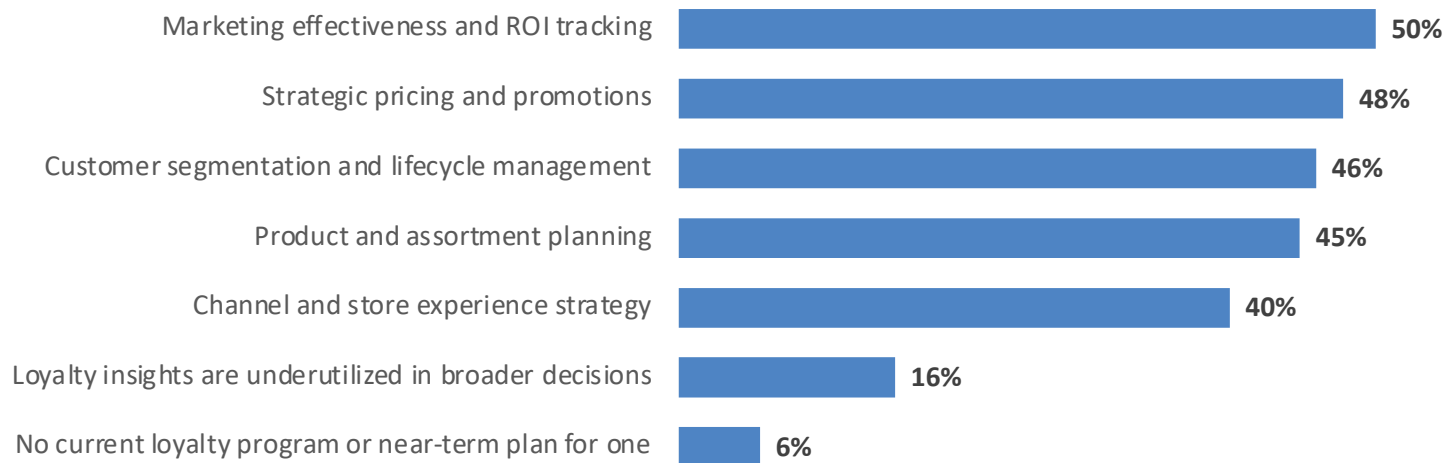 Marketing effectiveness and ROI tracking 50%
Strategic pricing and promotions 48%
Customer segmentation and lifecycle management 46%
Product and assortment planning 45%
Channel and store experience strategy 40%
Loyalty insights are underutilized in broader decisions 16%
No current loyalty program or near-term plan for one 6%